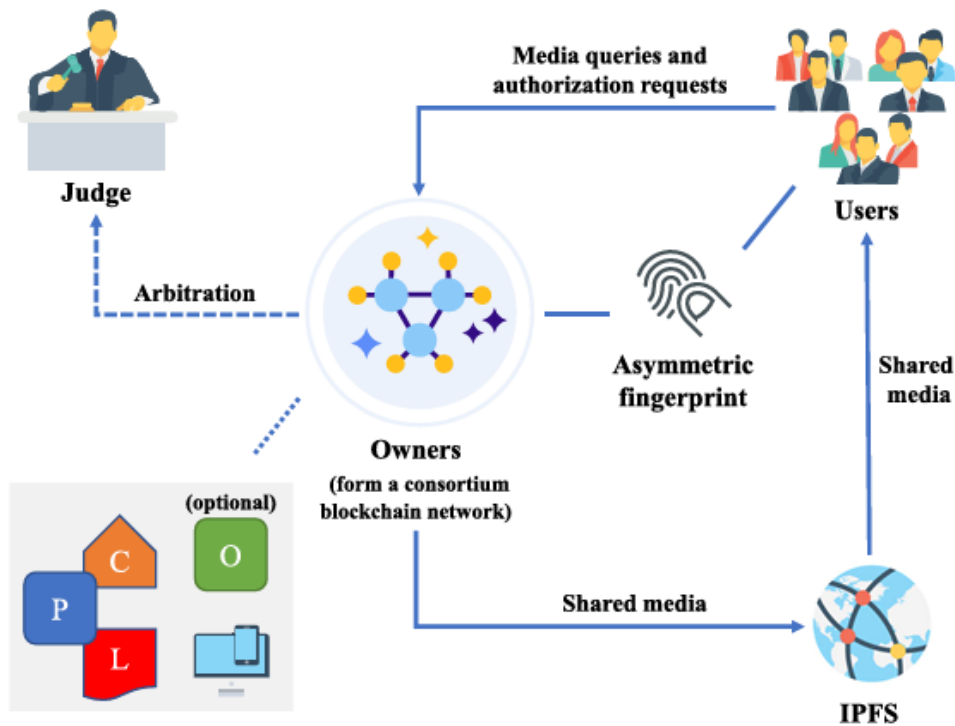 Media queries and
authorization requests
Judge
Users
Arbitration
Asymmetric
fingerprint
Shared
media
Owners
(form a consortium
blockchain network)
(optional)
C
O
P
L
Shared media
IPFS